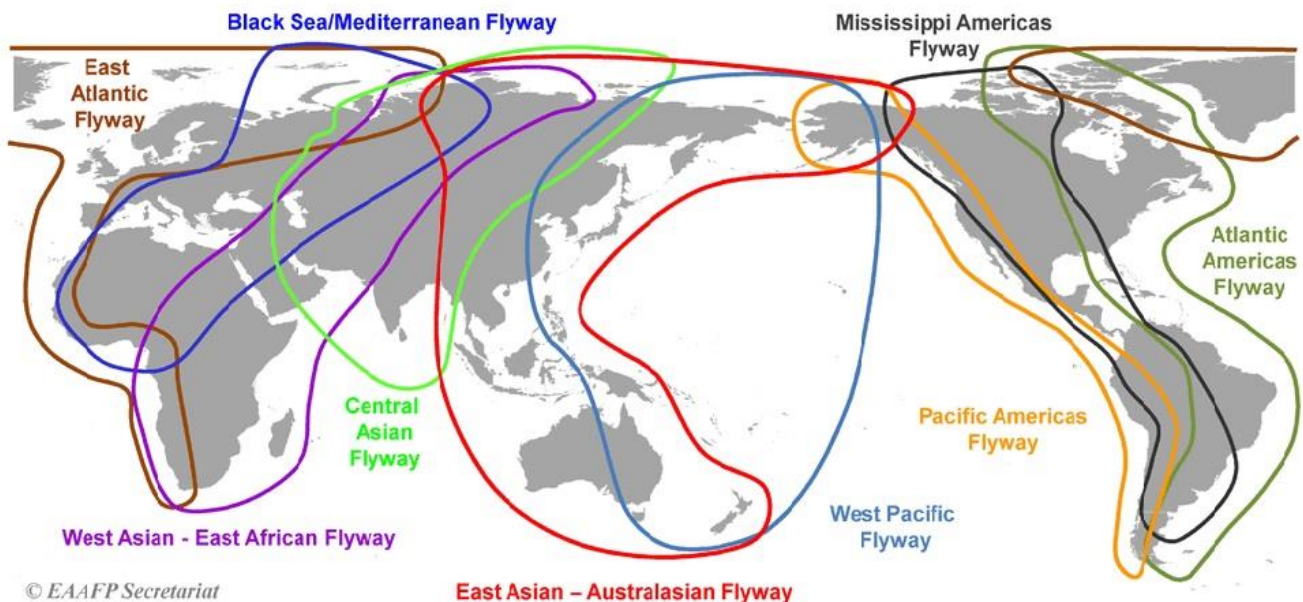 Black Sea/Mediterranean Flyway
Mississippi Americas
Flyway
East
Atlantic
Flyway
Atlantic
Americas
Flyway
Central
Asian
Flyway
Pacific Americas
Flyway
West Asian - East African Flyway
West Pacific
Flyway
© EAAFP Secretariat
East Asian – Australasian Flyway